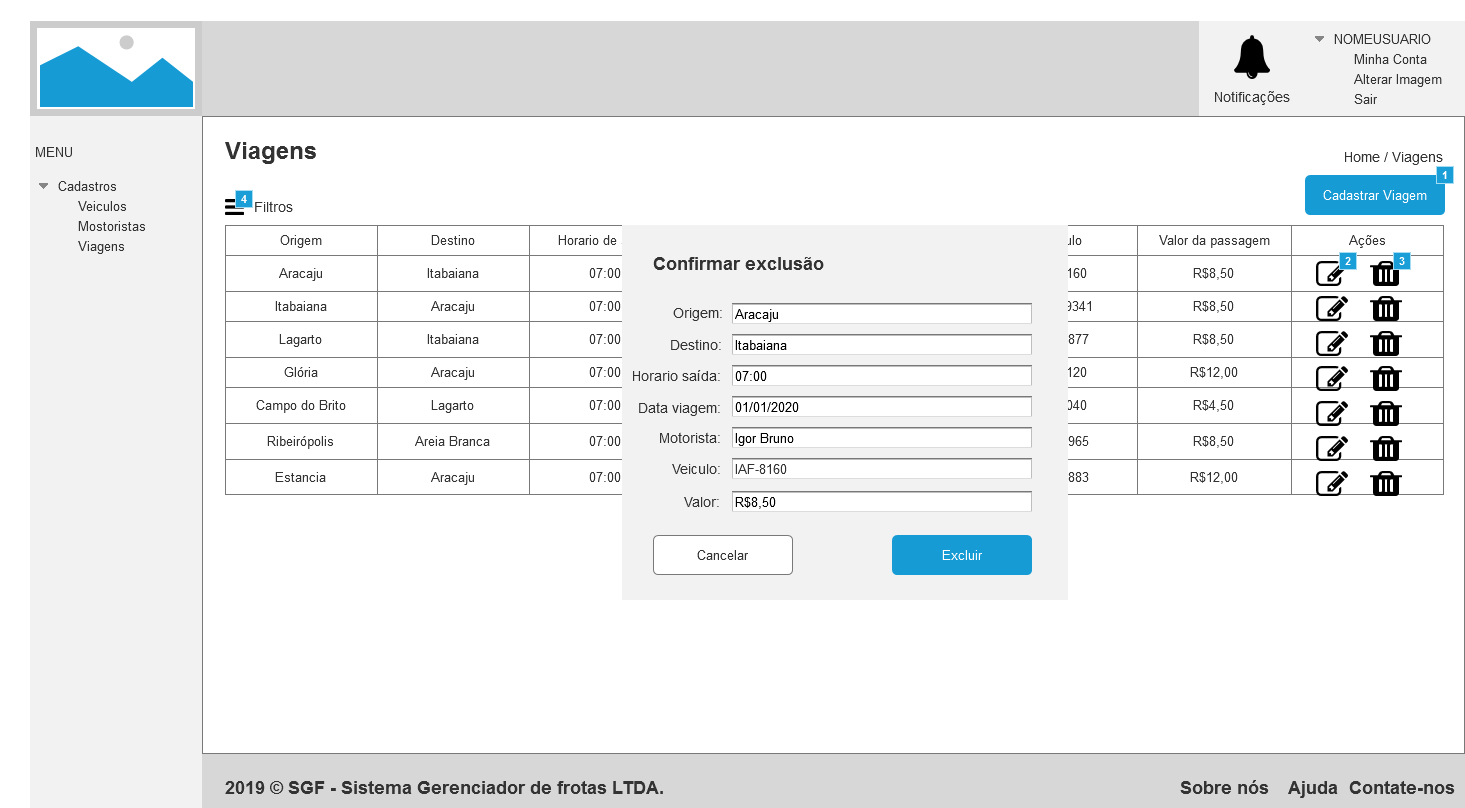 Notificações
NOMEUSUARIO
Minha Conta
Alterar Imagem
Sair
MENU
Cadastros
Veiculos
Mostoristas
Viagens
Viagens
Home / Viagens
1
Cadastrar Viagem
4
Filtros
Origem Destino Horario de Valor da passagem Ações
2 3
Aracaju Itabaiana 07:00 160 R$8,50
Itabaiana Aracaju 07:00 9341 R$8,50
Lagarto Itabaiana 07:00 877 R$8,50
Glória Aracaju 07:00 120 R$12,00
Campo do Brito Lagarto 07:00 040 R$4,50
Ribeirópolis Areia Branca 07:00 965 R$8,50
Estancia Aracaju 07:00 883 R$12,00
Confirmar exclusão
Origem: Aracaju
Destino: Itabaiana
Horario saída: 07:00
Data viagem: 01/01/2020
Motorista: Igor Bruno
Veiculo: IAF-8160
Valor: R$8,50
Cancelar Excluir
2019 © SGF - Sistema Gerenciador de frotas LTDA.
Sobre nós Ajuda Contate-nos